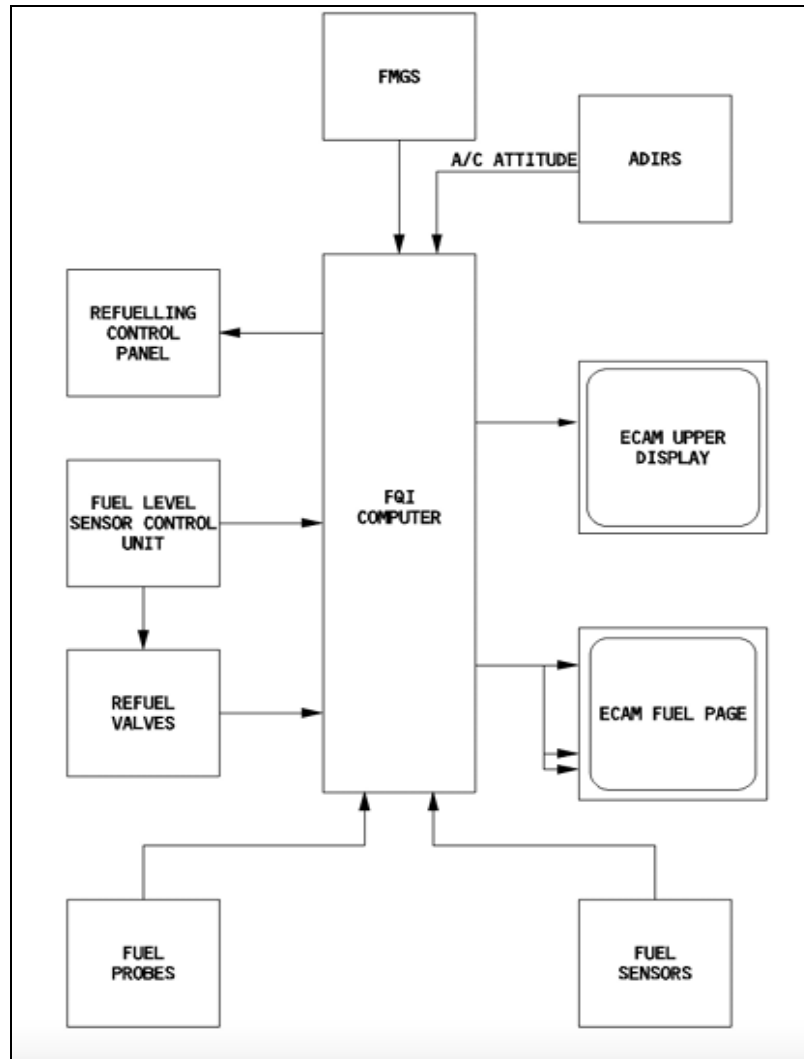 FMGS
A/C ATTITUDE
ADIRS
REFUELLING
CONTROL
PANEL
ECAM UPPER
DISPLAY
FUEL LEVEL
SENSOR CONTROL
UNIT
FQI
COMPUTER
REFUEL
VALVES
ECAM FUEL PAGE
FUEL
PROBES
FUEL
SENSORS